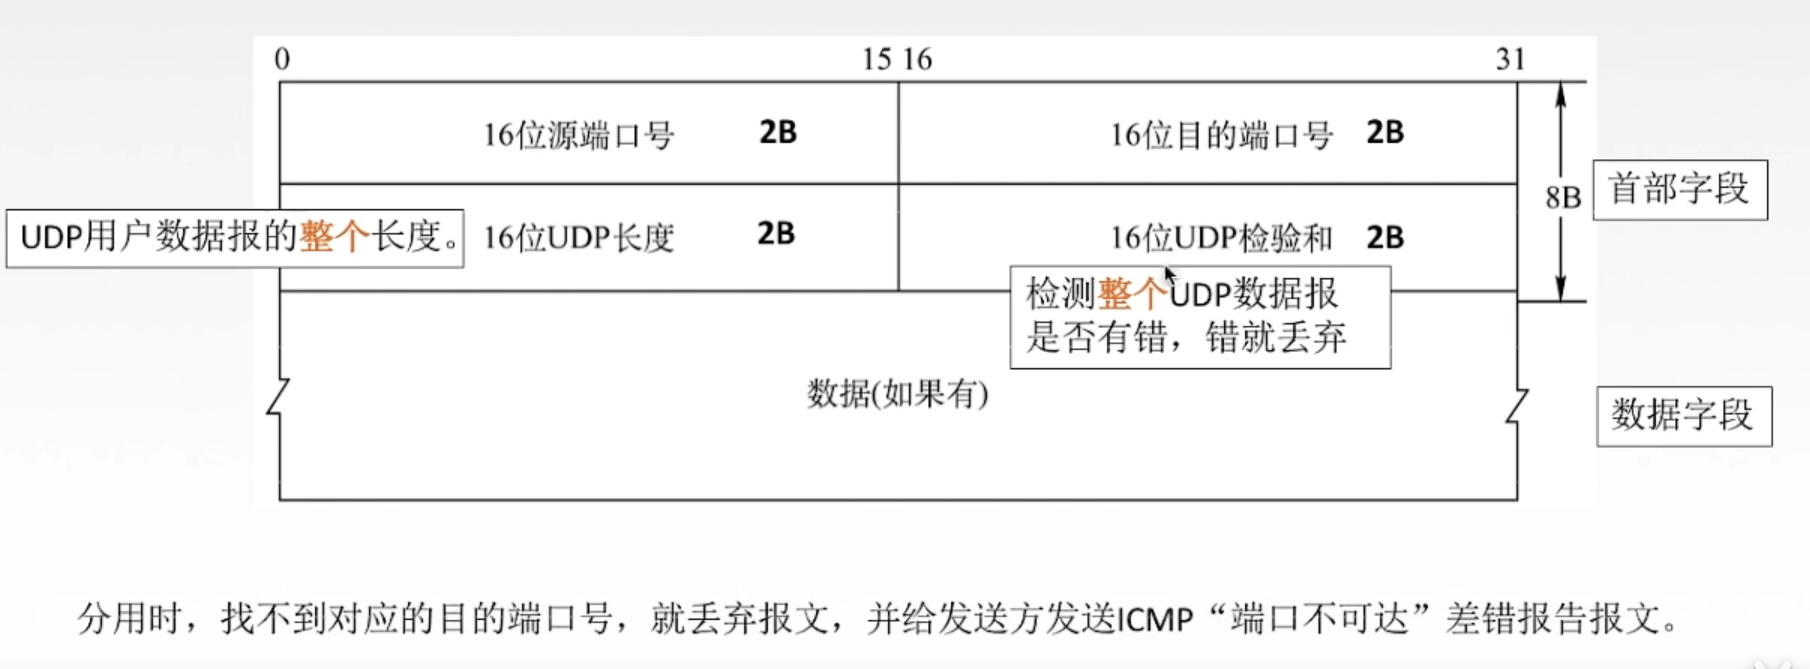 0 15 16 31
16位源端口号 2B 16位目的端口号 2B
8B 首部字段
UDP用户数据报的整个长度。 16位UDP长度 2B 16位UDP检验和 2B
检测整个UDP数据报
是否有错，错就丢弃
数据(如果有)
数据字段
分用时，找不到对应的目的端口号，就丢弃报文，并给发送方发送ICMP“端口不可达”差错报告报文。